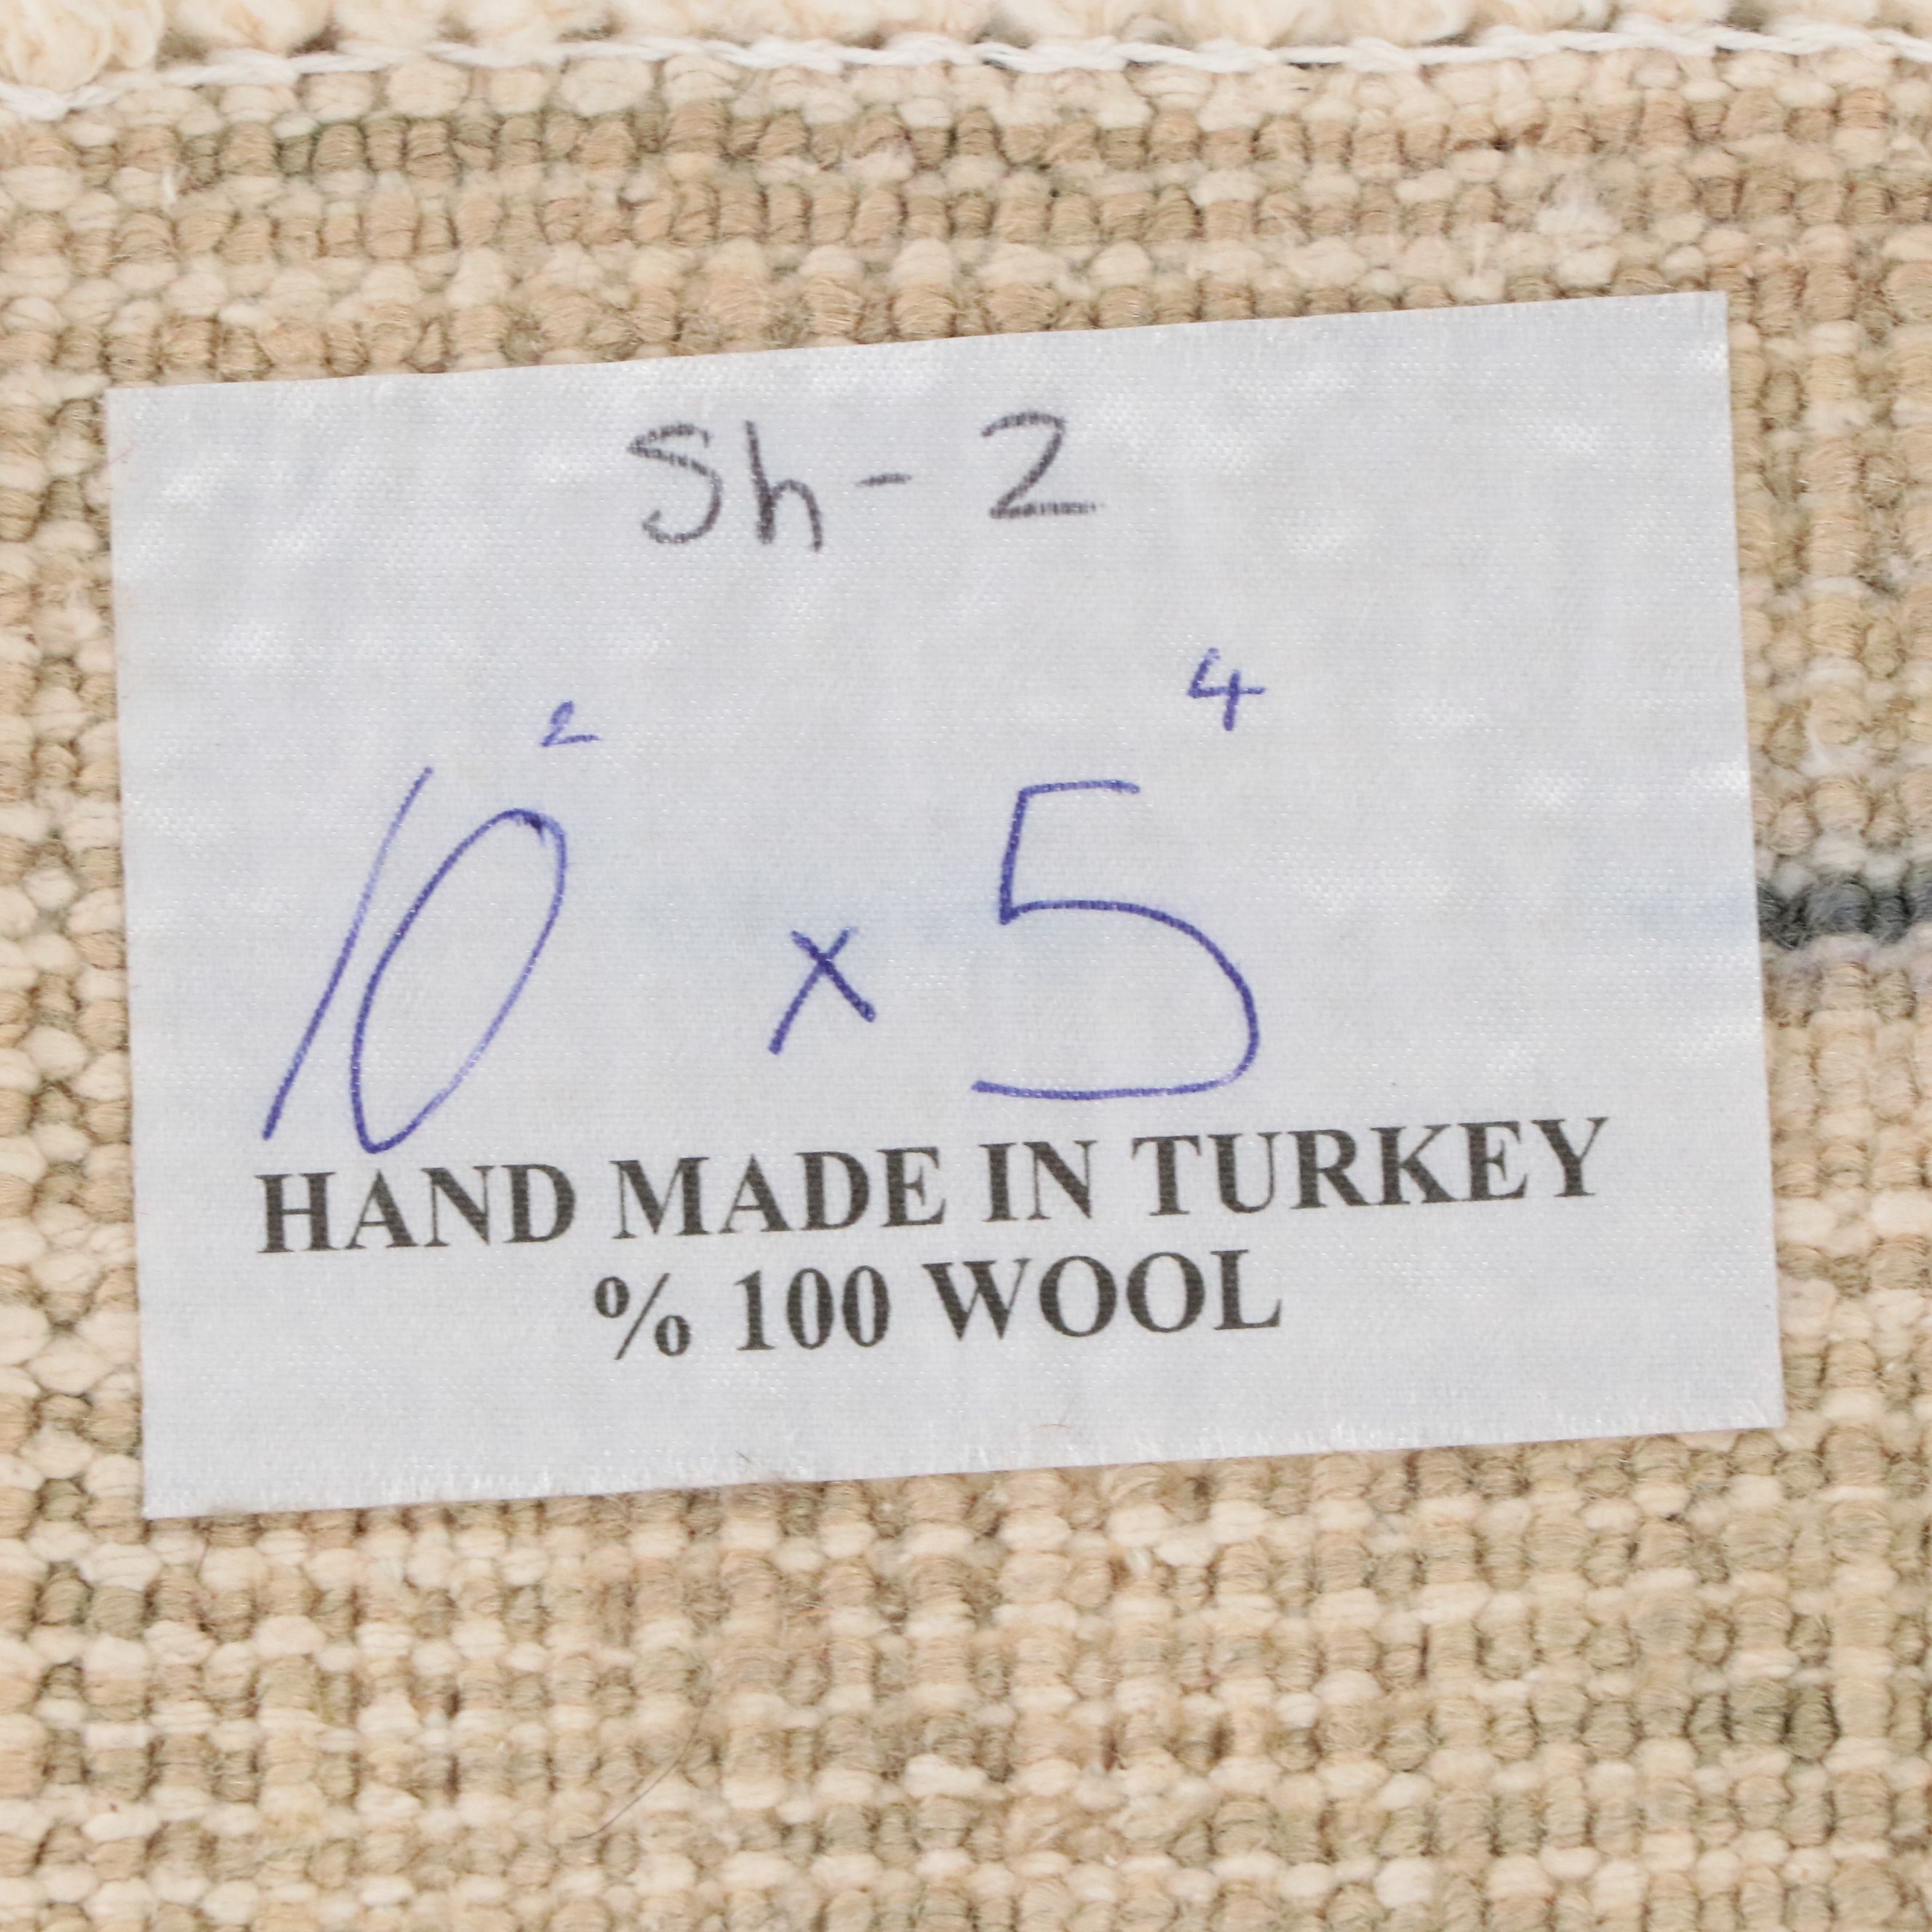 Sh - 2
10² x 5⁴
HAND MADE IN TURKEY
% 100 WOOL